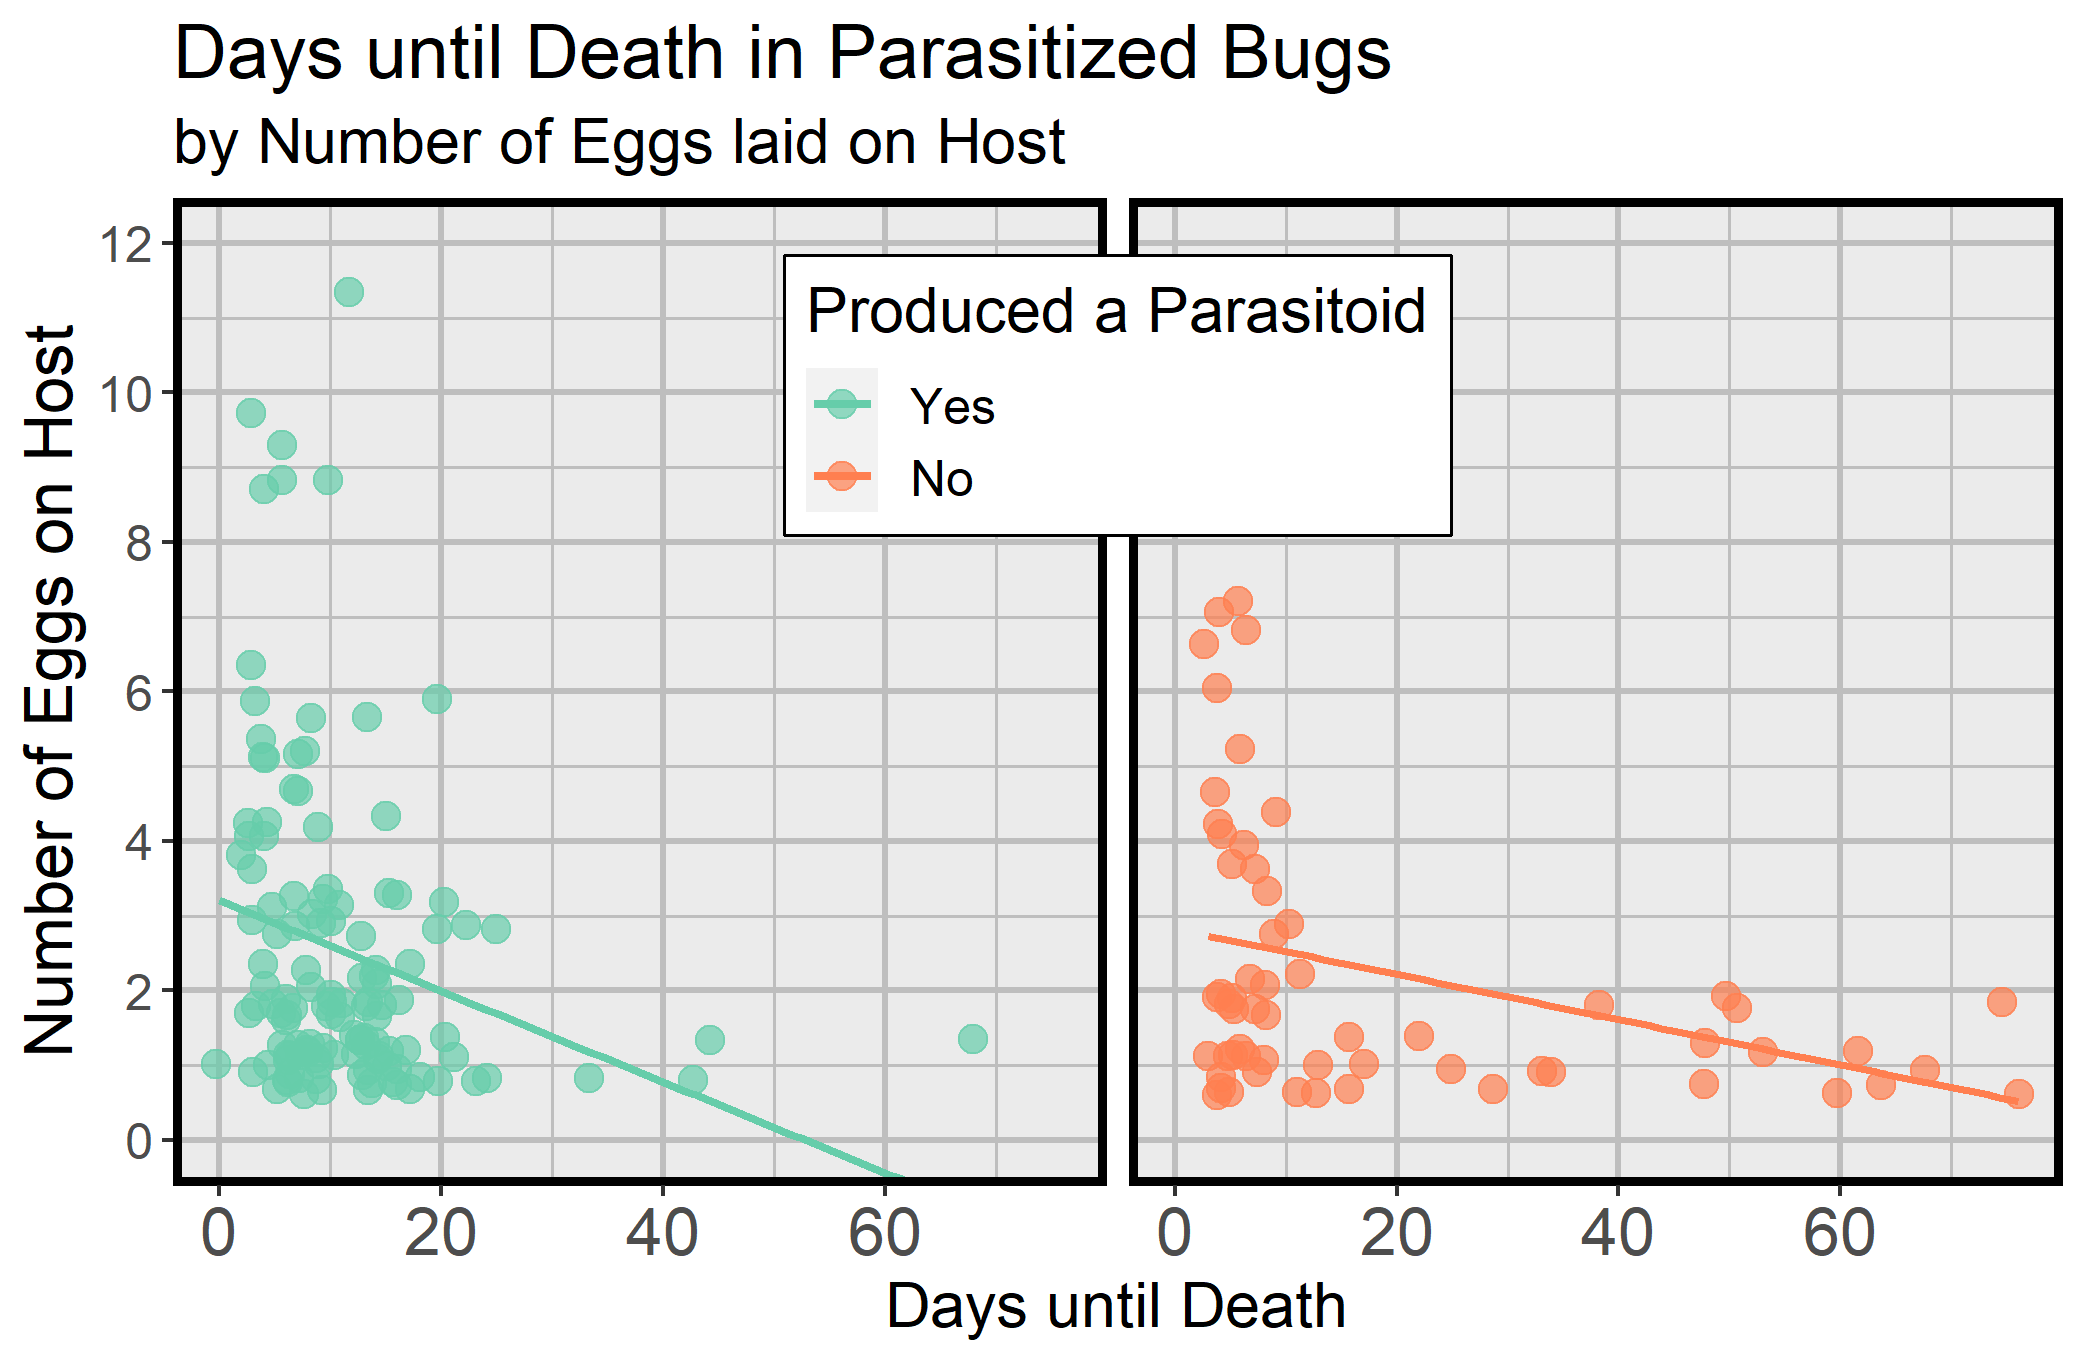 Days until Death in Parasitized Bugs
by Number of Eggs laid on Host
Number of Eggs on Host
12
10
8
6
4
2
0
Produced a Parasitoid
Yes
No
0 20 40 60
0 20 40 60
Days until Death